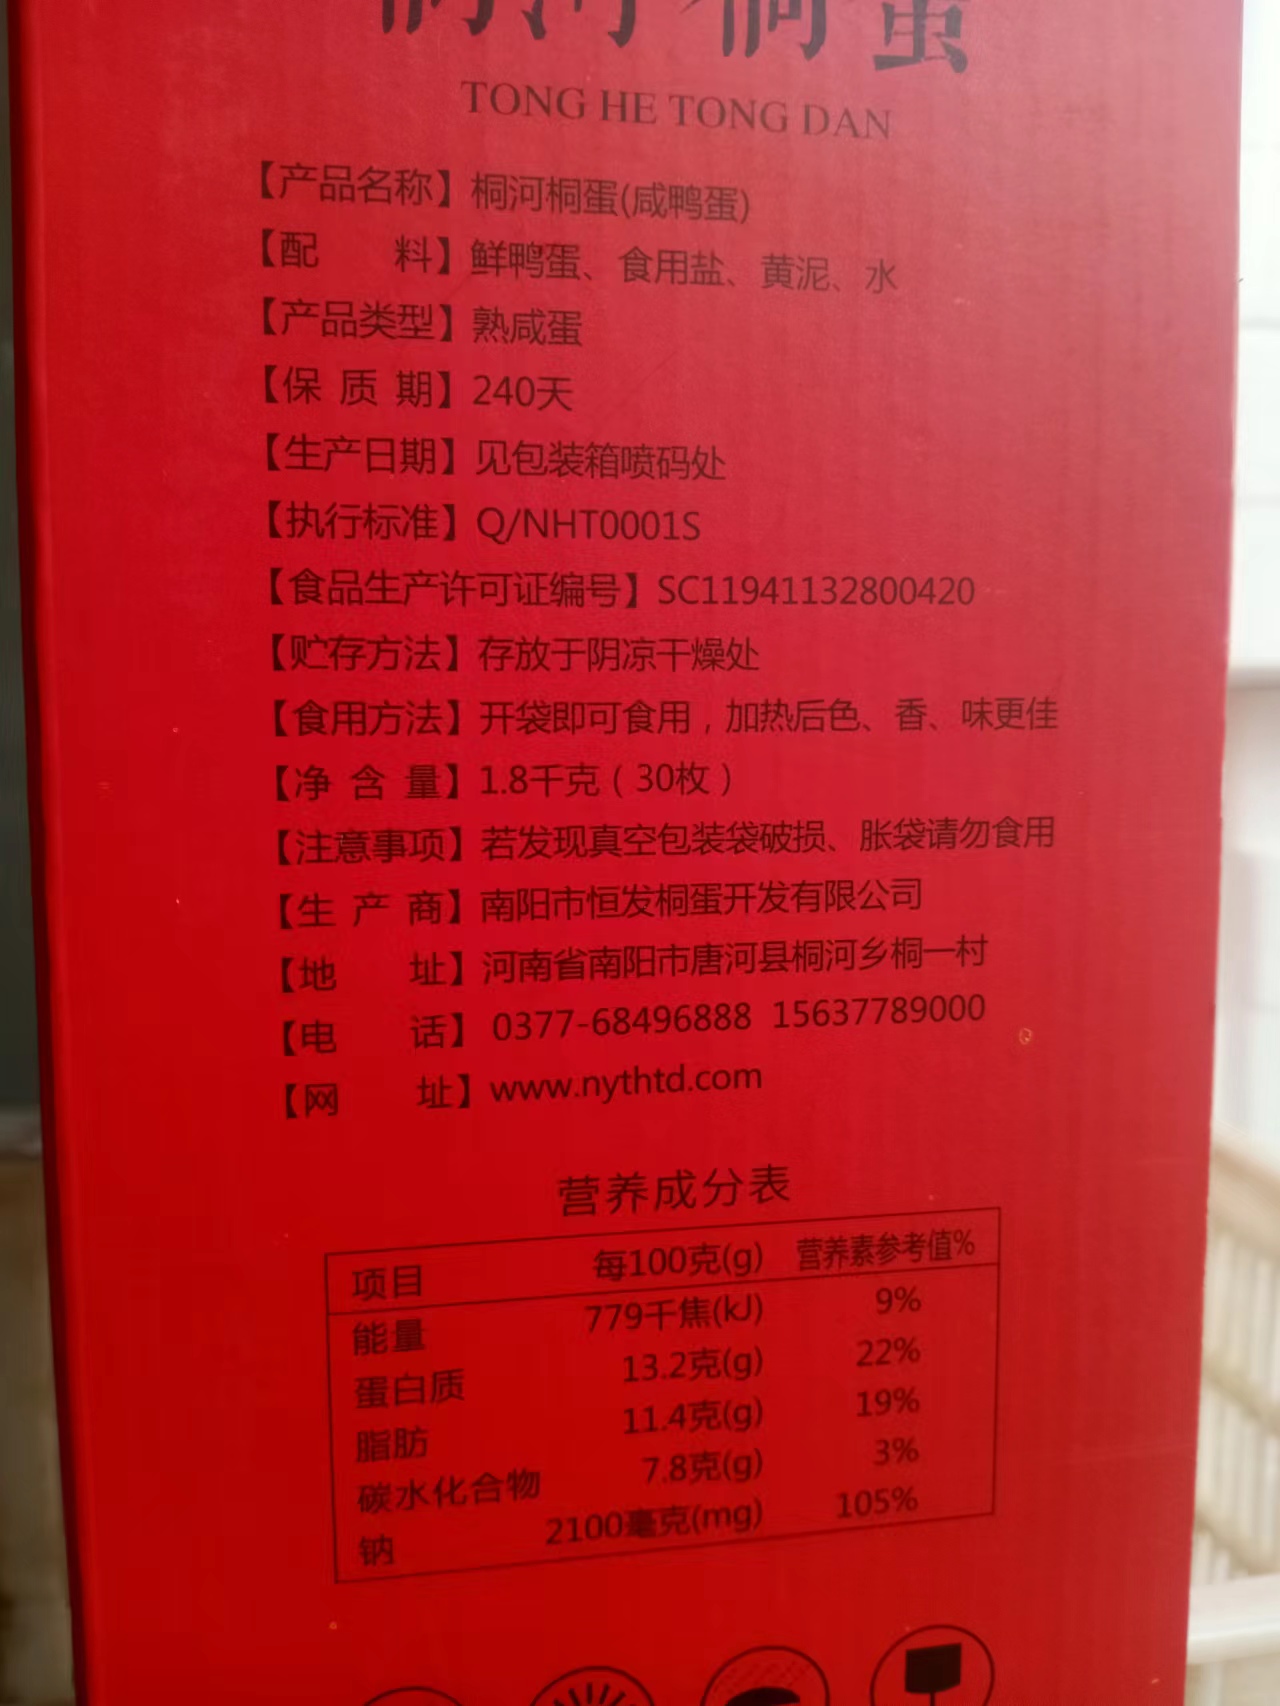 桐河桐蛋
TONG HE TONG DAN
【产品名称】桐河桐蛋(咸鸭蛋)
【配 料】鲜鸭蛋、食用盐、黄泥、水
【产品类型】熟咸蛋
【保 质 期】240天
【生产日期】见包装箱喷码处
【执行标准】Q/NHT0001S
【食品生产许可证编号】SC11941132800420
【贮存方法】存放于阴凉干燥处
【食用方法】开袋即可食用，加热后色、香、味更佳
【净 含 量】1.8千克（30枚）
【注意事项】若发现真空包装袋破损、胀袋请勿食用
【生 产 商】南阳市恒发桐蛋开发有限公司
【地 址】河南省南阳市唐河县桐河乡桐一村
【电 话】0377-68496888 15637789000
【网 址】www.nythtd.com
营养成分表
项目 每100克(g) 营养素参考值%
能量 779千焦(kJ) 9%
蛋白质 13.2克(g) 22%
脂肪 11.4克(g) 19%
碳水化合物 7.8克(g) 3%
钠 2100毫克(mg) 105%